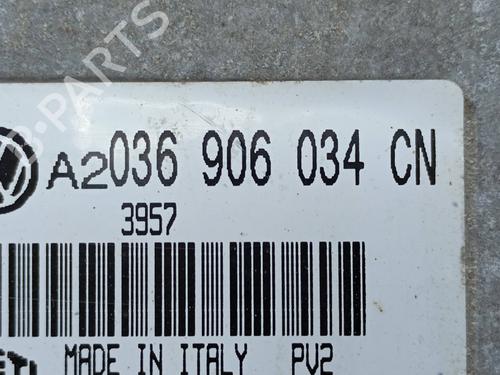 PARTS
A2036 906 034 CN
3957
MADE IN ITALY PV2